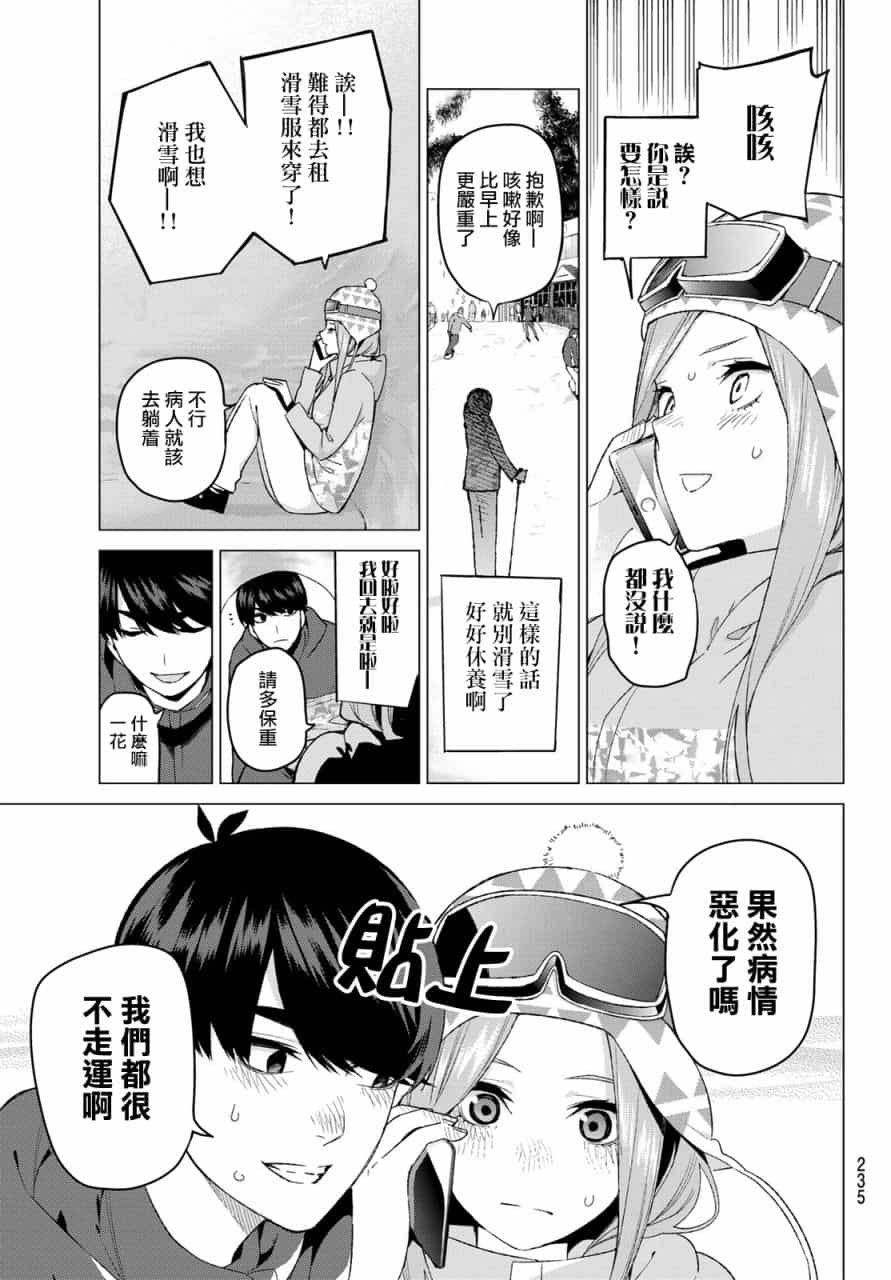 咳咳
誒?
你是說
要怎樣?
我什麼
都沒說!
抱歉啊—
咳嗽好像
比早上
更嚴重了
這樣的話
就別滑雪了
好好休養啊
誒—!!
難得都去租
滑雪服來穿了!
我也想
滑雪啊—!!
不行
病人就該
去躺着
好啦好啦
我回去就是啦—
請多保重
什麼嘛
一花
果然病情
惡化了嗎
貼上
我們都很
不走運啊
235